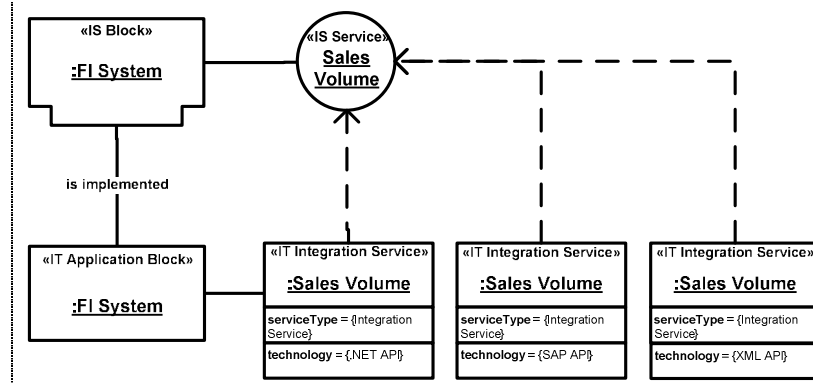 «IS Block»
:FI System
«IS Service»
Sales
Volume
is implemented
«IT Application Block»
:FI System
«IT Integration Service»
:Sales Volume
serviceType = {Integration
Service}
technology = {.NET API}
«IT Integration Service»
:Sales Volume
serviceType = {Integration
Service}
technology = {SAP API}
«IT Integration Service»
:Sales Volume
serviceType = {Integration
Service}
technology = {XML API}